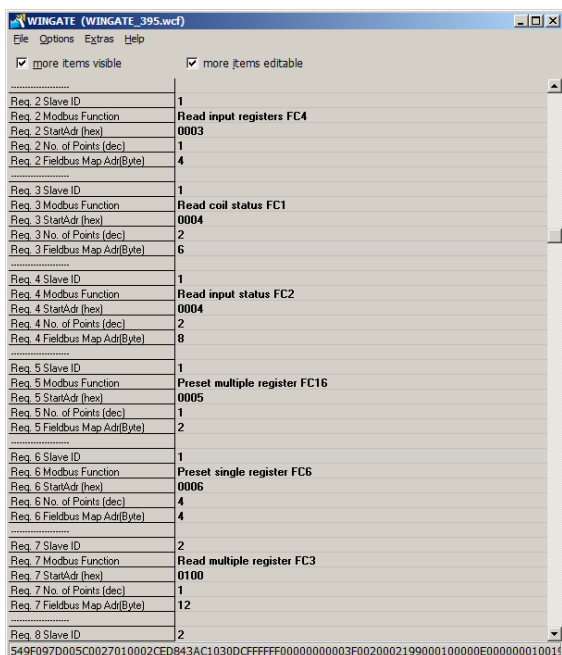 WINGATE (WINGATE_395.wcf)
File Options Extras Help
more items visible more items editable
--------------------
Req. 2 Slave ID 1
Req. 2 Modbus Function Read input registers FC4
Req. 2 StartAdr (hex) 0003
Req. 2 No. of Points (dec) 1
Req. 2 Fieldbus Map Adr(Byte) 4
--------------------
Req. 3 Slave ID 1
Req. 3 Modbus Function Read coil status FC1
Req. 3 StartAdr (hex) 0004
Req. 3 No. of Points (dec) 2
Req. 3 Fieldbus Map Adr(Byte) 6
--------------------
Req. 4 Slave ID 1
Req. 4 Modbus Function Read input status FC2
Req. 4 StartAdr (hex) 0004
Req. 4 No. of Points (dec) 2
Req. 4 Fieldbus Map Adr(Byte) 8
--------------------
Req. 5 Slave ID 1
Req. 5 Modbus Function Preset multiple register FC16
Req. 5 StartAdr (hex) 0005
Req. 5 No. of Points (dec) 1
Req. 5 Fieldbus Map Adr(Byte) 2
--------------------
Req. 6 Slave ID 1
Req. 6 Modbus Function Preset single register FC6
Req. 6 StartAdr (hex) 0006
Req. 6 No. of Points (dec) 4
Req. 6 Fieldbus Map Adr(Byte) 4
--------------------
Req. 7 Slave ID 2
Req. 7 Modbus Function Read multiple register FC3
Req. 7 StartAdr (hex) 0100
Req. 7 No. of Points (dec) 1
Req. 7 Fieldbus Map Adr(Byte) 12
--------------------
Req. 8 Slave ID 2